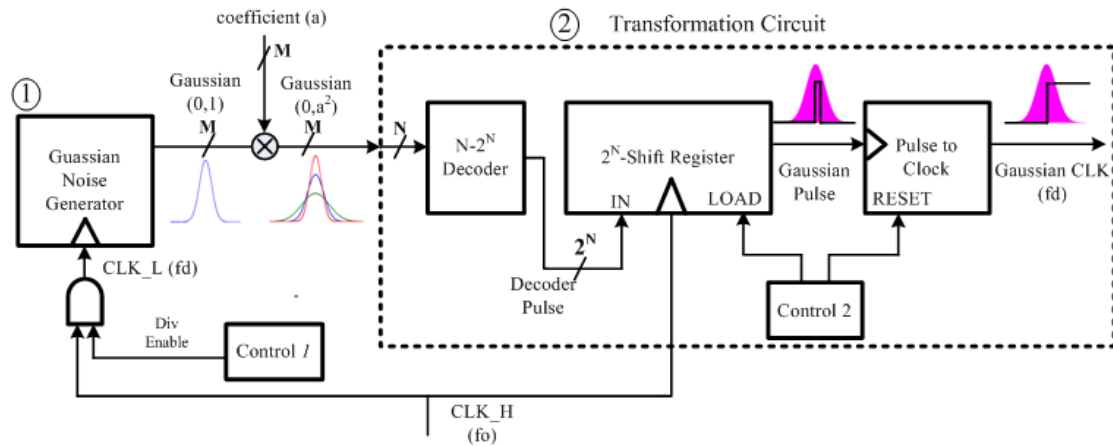 coefficient (a)
M
② Transformation Circuit
①
Gaussian
(0,1)
M
Gaussian
(0,a²)
M
N
Guassian
Noise
Generator
N-2ᴺ
Decoder
2ᴺ-Shift Register
IN
LOAD
Gaussian
Pulse
Pulse to
Clock
RESET
Gaussian CLK
(fd)
CLK_L (fd)
2ᴺ
Decoder
Pulse
Div
Enable
Control 1
Control 2
CLK_H
(fo)